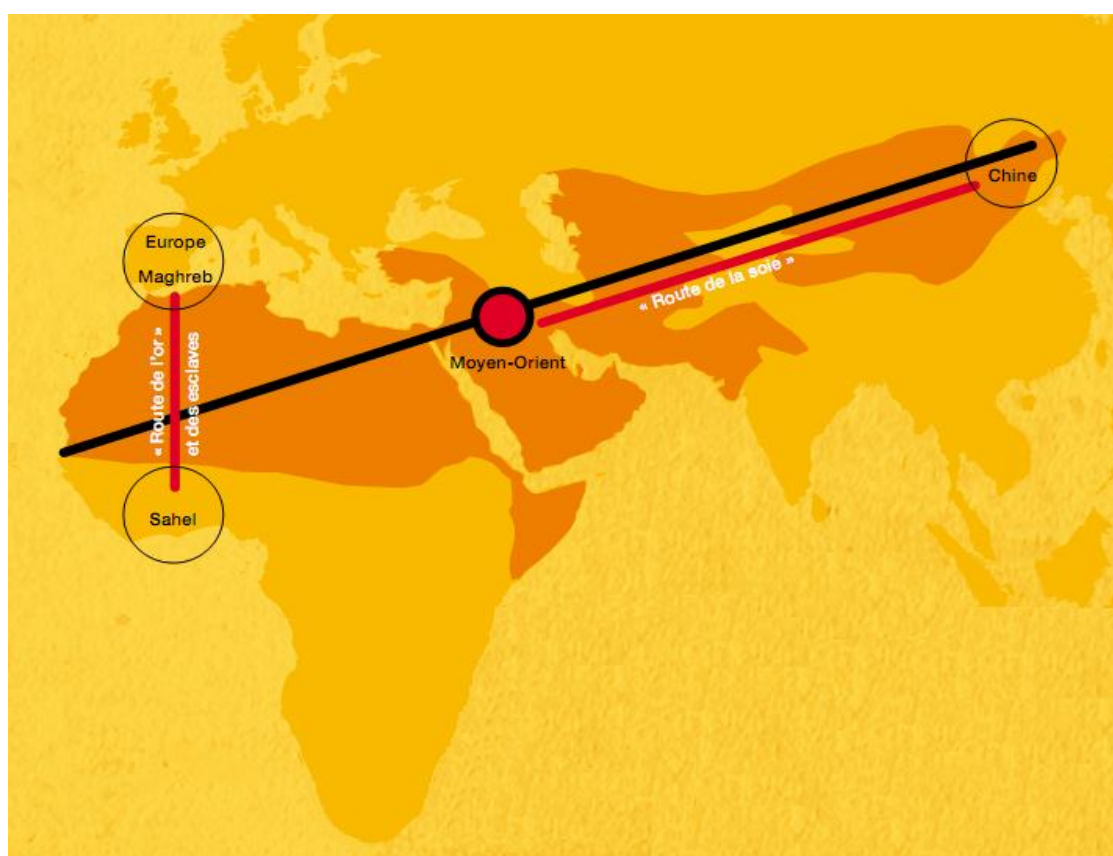 Chine
Europe
Maghreb
« Route de la soie »
Moyen-Orient
« Route de l'or »
et des esclaves
Sahel